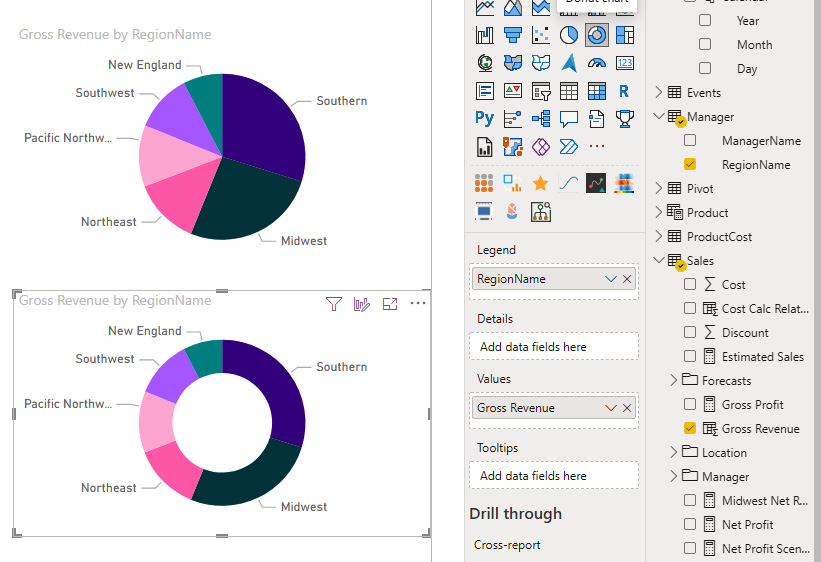 Gross Revenue by RegionName
New England
Southwest
Southern
Pacific Northw...
Northeast
Midwest
Gross Revenue by RegionName
New England
Southwest
Southern
Pacific Northw...
Northeast
Midwest
Donut chart
123
R
Py
Legend
RegionName
Details
Add data fields here
Values
Gross Revenue
Tooltips
Add data fields here
Drill through
Cross-report
Calendar
Year
Month
Day
Events
Manager
ManagerName
RegionName
Pivot
Product
ProductCost
Sales
Cost
Cost Calc Relat...
Discount
Estimated Sales
Forecasts
Gross Profit
Gross Revenue
Location
Manager
Midwest Net R...
Net Profit
Net Profit Scen...